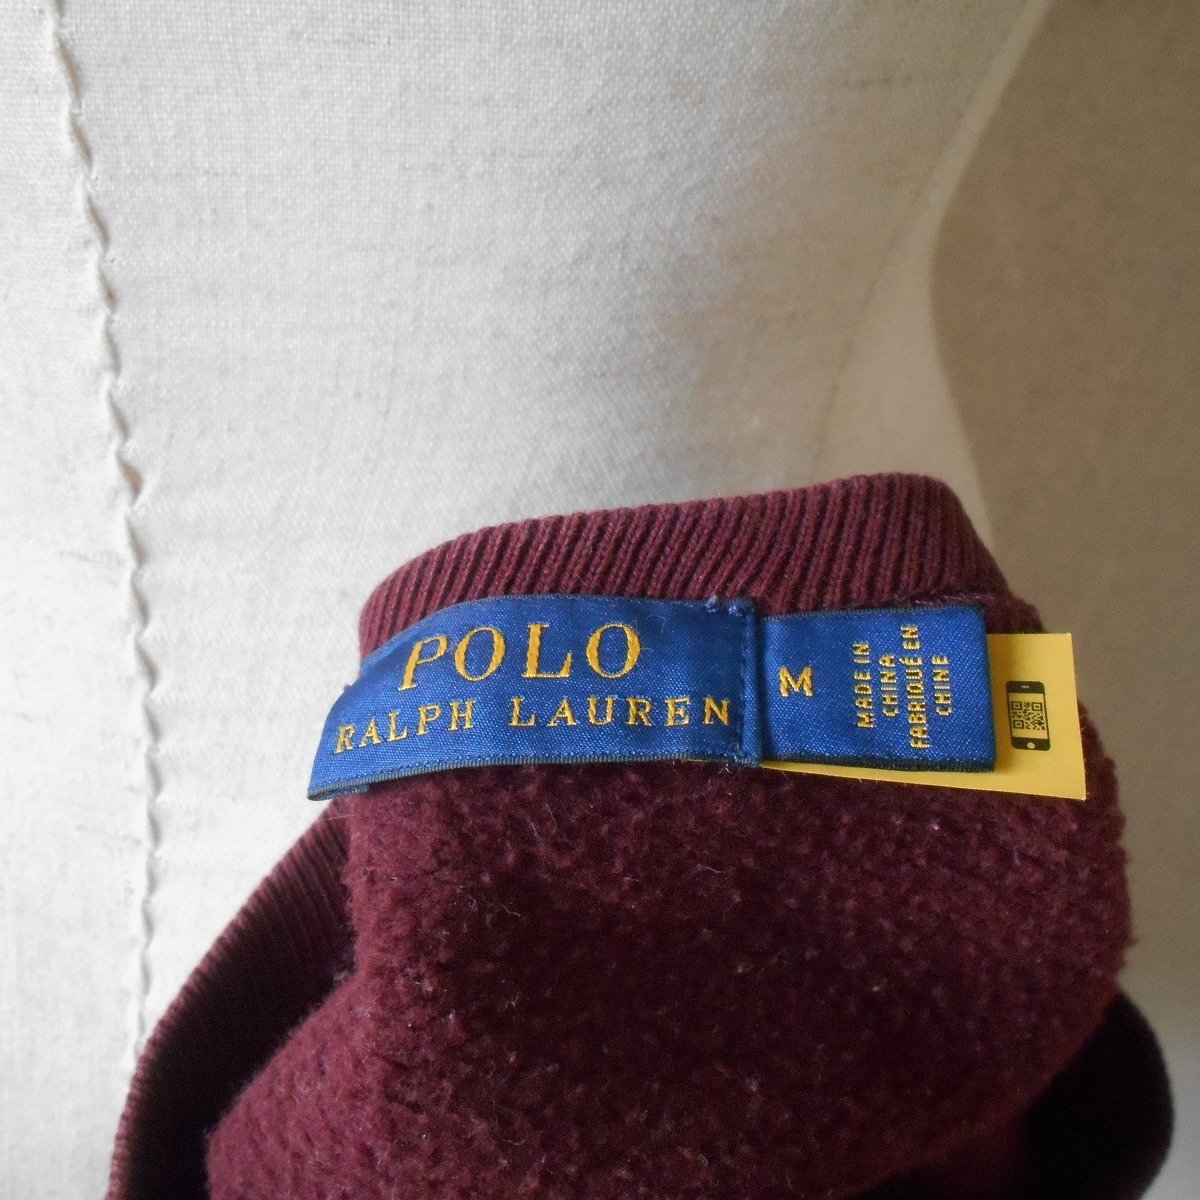 POLO
RALPH LAUREN
M
MADE IN
CHINA
FABRIQUÉ EN
CHINE